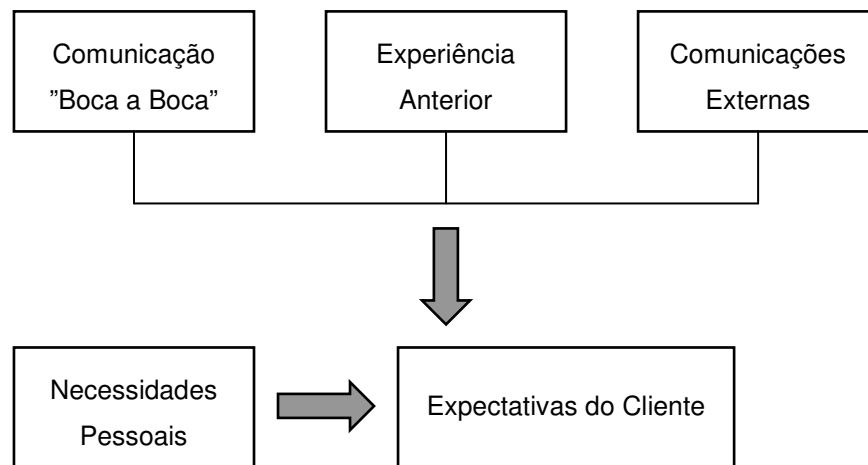 Comunicação
”Boca a Boca”
Experiência
Anterior
Comunicações
Externas
Necessidades
Pessoais
Expectativas do Cliente